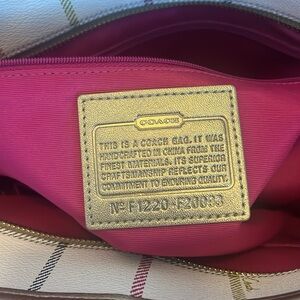 COACH
THIS IS A COACH BAG. IT WAS
HANDCRAFTED IN CHINA FROM THE
FINEST MATERIALS. ITS SUPERIOR
CRAFTSMANSHIP REFLECTS OUR
COMMITMENT TO ENDURING QUALITY.
Nº F1220-F20093